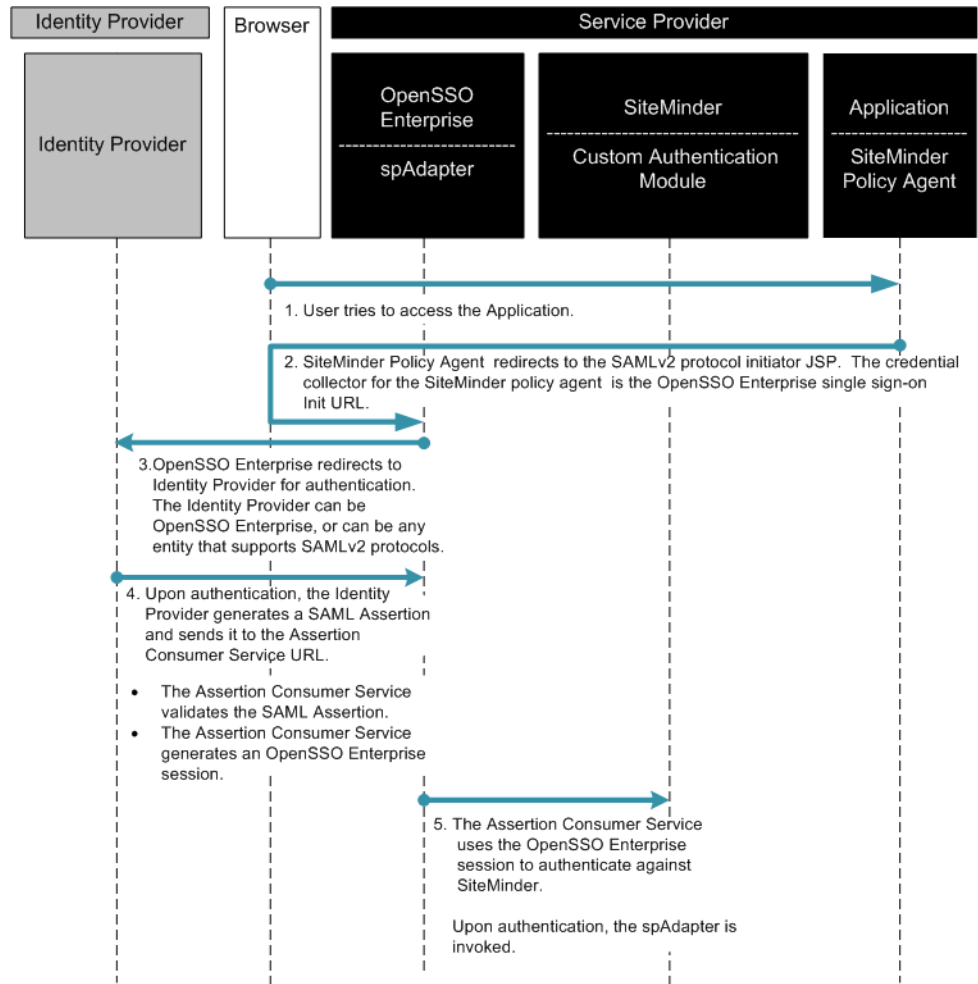 Identity Provider
Browser
Service Provider
Identity Provider
OpenSSO
Enterprise
spAdapter
SiteMinder
Custom Authentication
Module
Application
SiteMinder
Policy Agent
1. User tries to access the Application.
2. SiteMinder Policy Agent redirects to the SAMLv2 protocol initiator JSP. The credential
collector for the SiteMinder policy agent is the OpenSSO Enterprise single sign-on
Init URL.
3.OpenSSO Enterprise redirects to
Identity Provider for authentication.
The Identity Provider can be
OpenSSO Enterprise, or can be any
entity that supports SAMLv2 protocols.
4. Upon authentication, the Identity
Provider generates a SAML Assertion
and sends it to the Assertion
Consumer Service URL.
• The Assertion Consumer Service
validates the SAML Assertion.
• The Assertion Consumer Service
generates an OpenSSO Enterprise
session.
5. The Assertion Consumer Service
uses the OpenSSO Enterprise
session to authenticate against
SiteMinder.
Upon authentication, the spAdapter is
invoked.